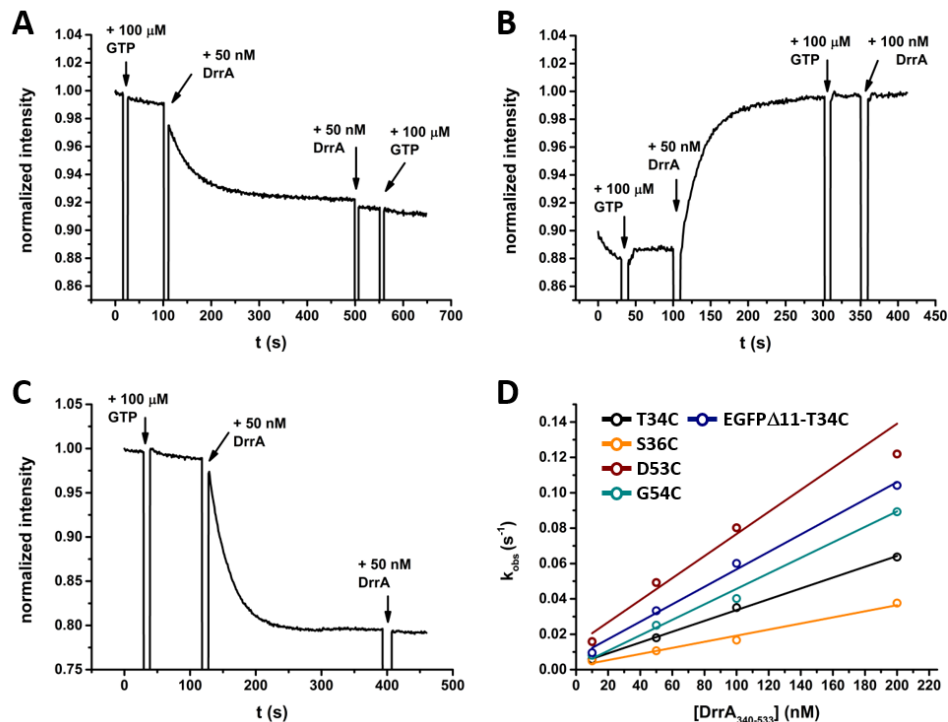 A
+ 100 μM
GTP
+ 50 nM
DrrA
+ 50 nM
DrrA
+ 100 μM
GTP
normalized intensity
1.04
1.02
1.00
0.98
0.96
0.94
0.92
0.90
0.88
0.86
0 100 200 300 400 500 600 700
t (s)
B
+ 100 μM
GTP
+ 100 nM
DrrA
+ 50 nM
DrrA
+ 100 μM
GTP
normalized intensity
1.04
1.02
1.00
0.98
0.96
0.94
0.92
0.90
0.88
0.86
0 50 100 150 200 250 300 350 400 450
t (s)
C
+ 100 μM
GTP
+ 50 nM
DrrA
+ 50 nM
DrrA
normalized intensity
1.05
1.00
0.95
0.90
0.85
0.80
0.75
0 100 200 300 400 500
t (s)
D
T34C EGFPΔ11-T34C
S36C
D53C
G54C
kobs (s-1)
0.14
0.12
0.10
0.08
0.06
0.04
0.02
0.00
0 20 40 60 80 100 120 140 160 180 200 220
[DrrA340-533] (nM)